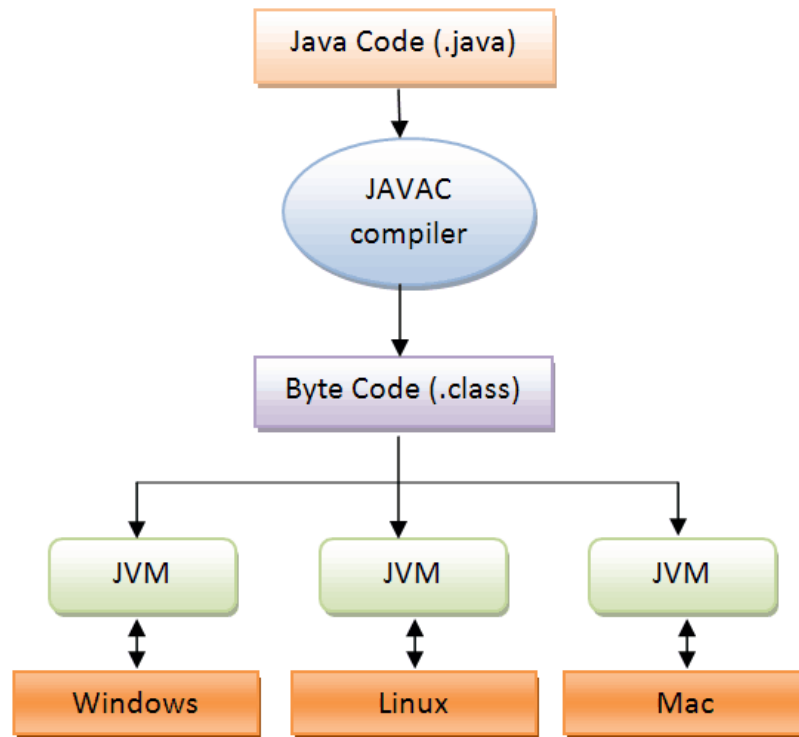 Java Code (.java)
JAVAC
compiler
Byte Code (.class)
JVM
JVM
JVM
Windows
Linux
Mac